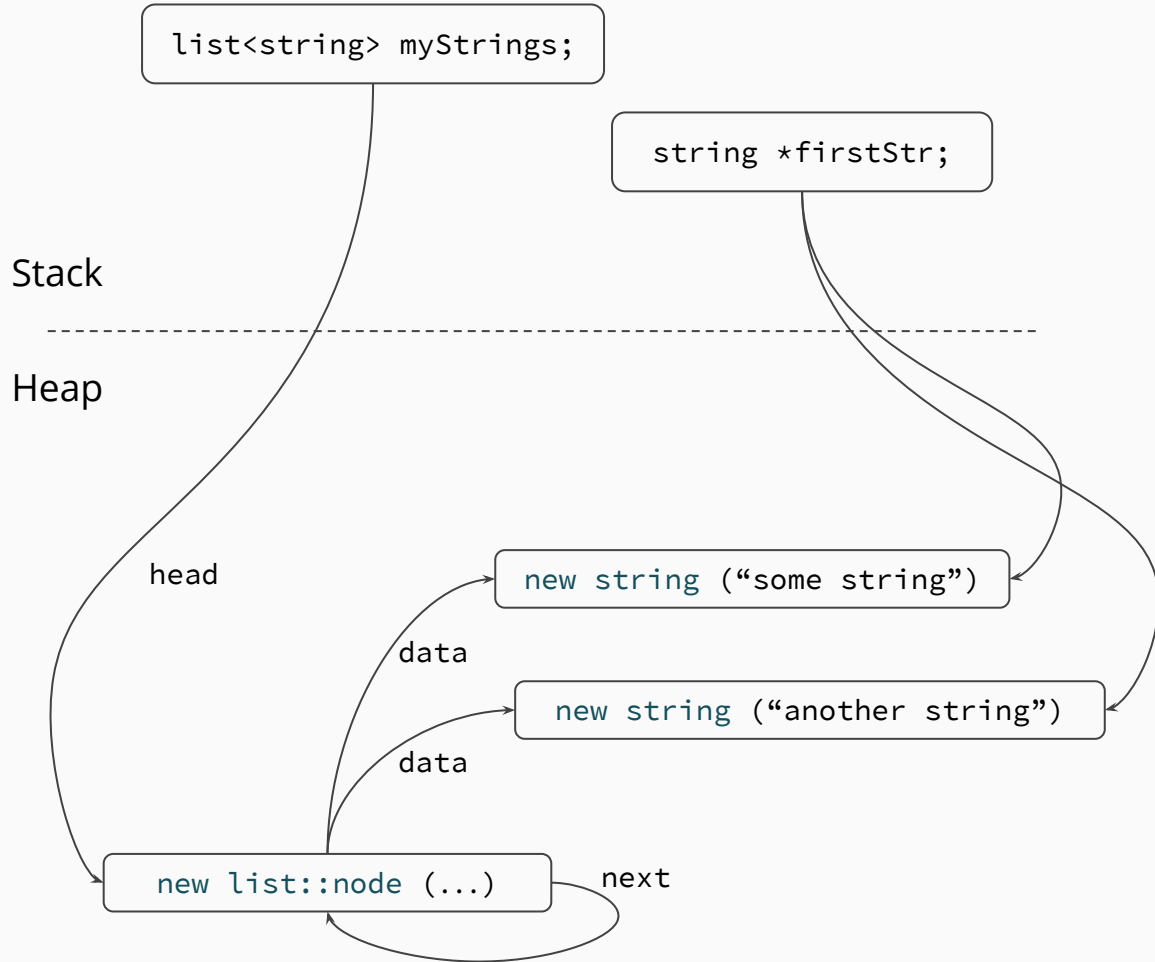 list<string> myStrings;
string *firstStr;
Stack
Heap
head
new string (“some string”)
data
new string (“another string”)
data
new list::node (...)
next